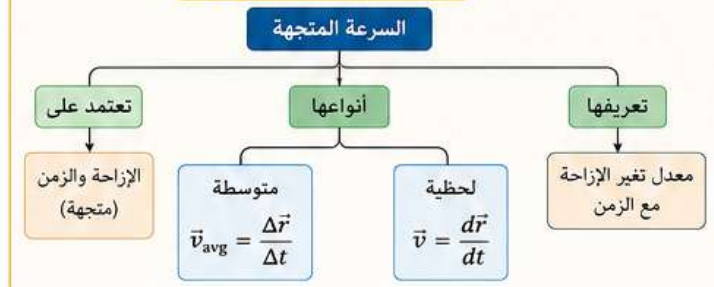 السرعة المتجهة
تعريفها
أنواعها
تعتمد على
معدل تغير الإزاحة
مع الزمن
لحظية
v⃗ = dr⃗/dt
متوسطة
v⃗avg = Δr⃗/Δt
الإزاحة والزمن
(متجهة)